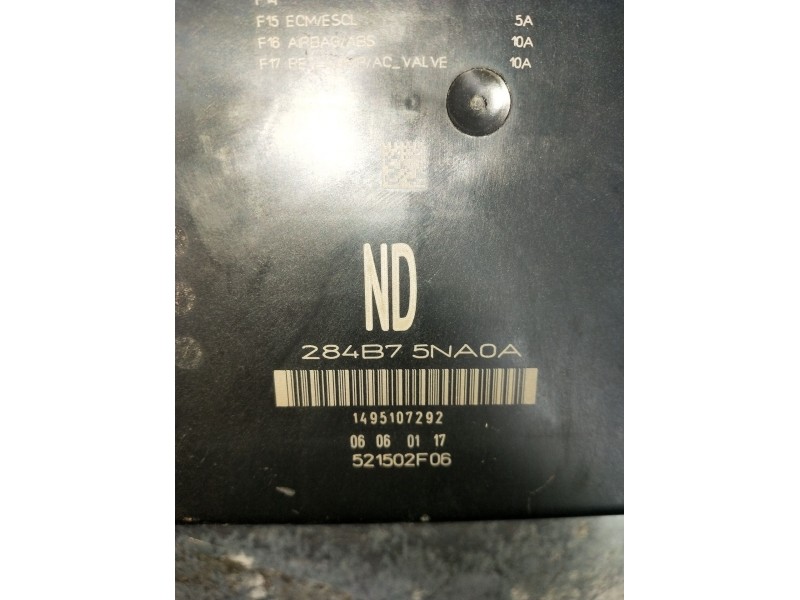 F15 ECM/ESCL 5A
F16 AIRBAG/ABS 10A
F17 /AC_VALVE 10A
ND
284B7 5NA0A
1495107292
06 06 01 17
521502F06